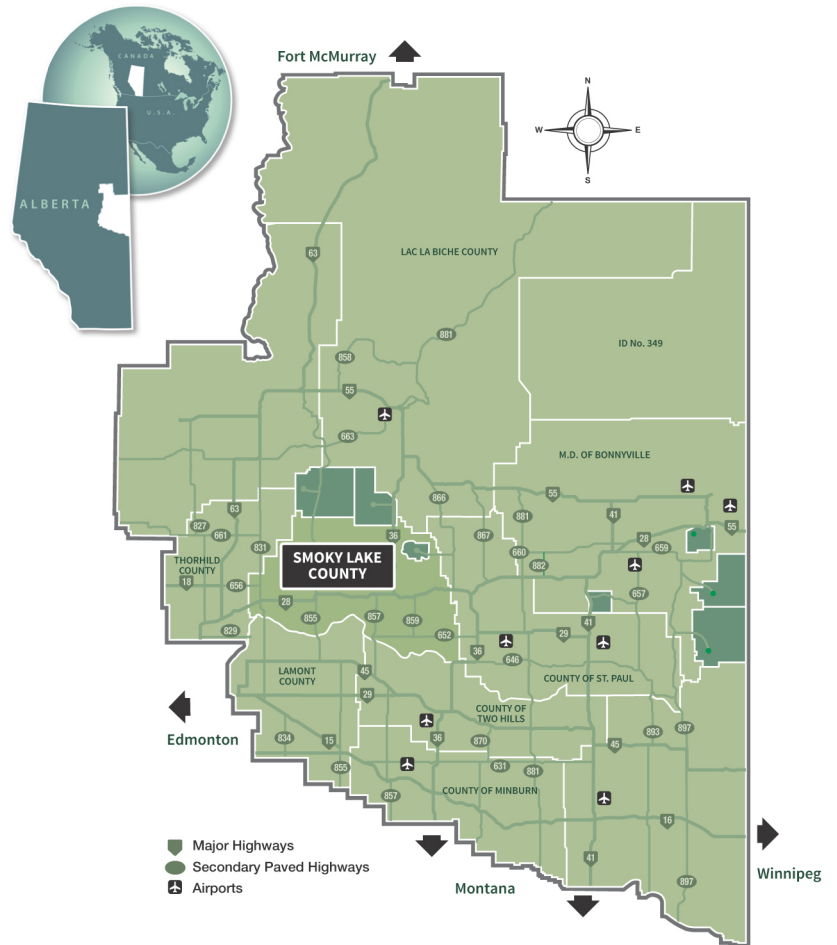 Fort McMurray
CANADA
U.S.A.
ALBERTA
N
W E
S
63
LAC LA BICHE COUNTY
881
ID No. 349
858
55
663
M.D. OF BONNYVILLE
866
55
63
827
661
831
36
867
881
41
28
659
55
THORHILD
COUNTY
18
656
SMOKY LAKE
COUNTY
660
882
657
28
855
857
859
652
829
41
29
36
646
LAMONT
COUNTY
45
29
COUNTY OF ST. PAUL
COUNTY OF
TWO HILLS
Edmonton
834
15
855
36
870
45
893
897
631
881
857
COUNTY OF MINBURN
16
41
897
Major Highways
Secondary Paved Highways
Airports
Montana
Winnipeg